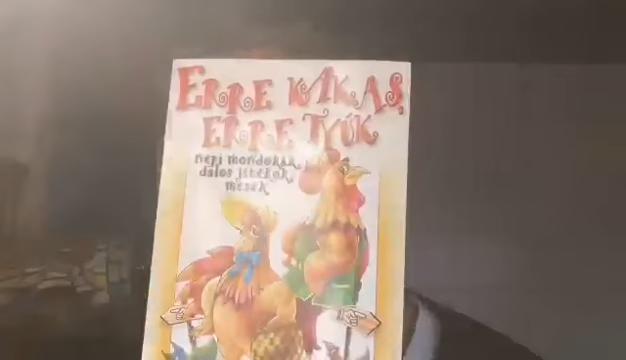 ERRE KAKAS,
ERRE TYÚK
népi mondókák,
dalos játékok,
mesék